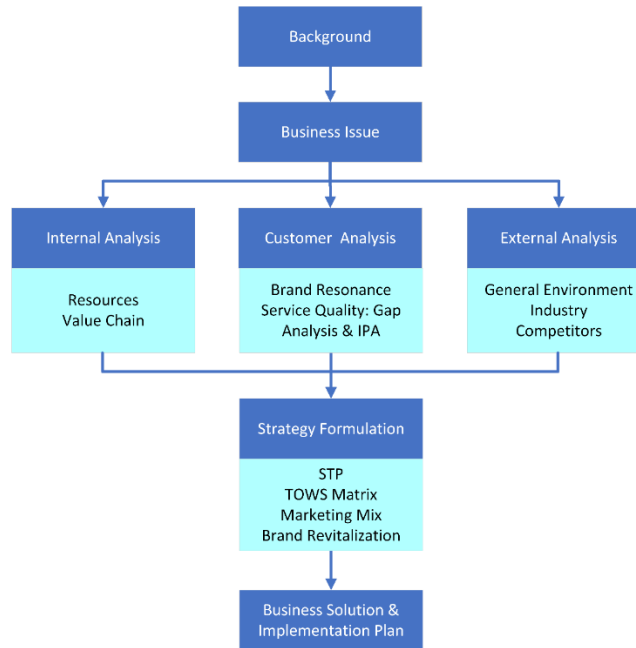 Background
Business Issue
Internal Analysis
Resources
Value Chain
Customer Analysis
Brand Resonance
Service Quality: Gap
Analysis & IPA
External Analysis
General Environment
Industry
Competitors
Strategy Formulation
STP
TOWS Matrix
Marketing Mix
Brand Revitalization
Business Solution &
Implementation Plan